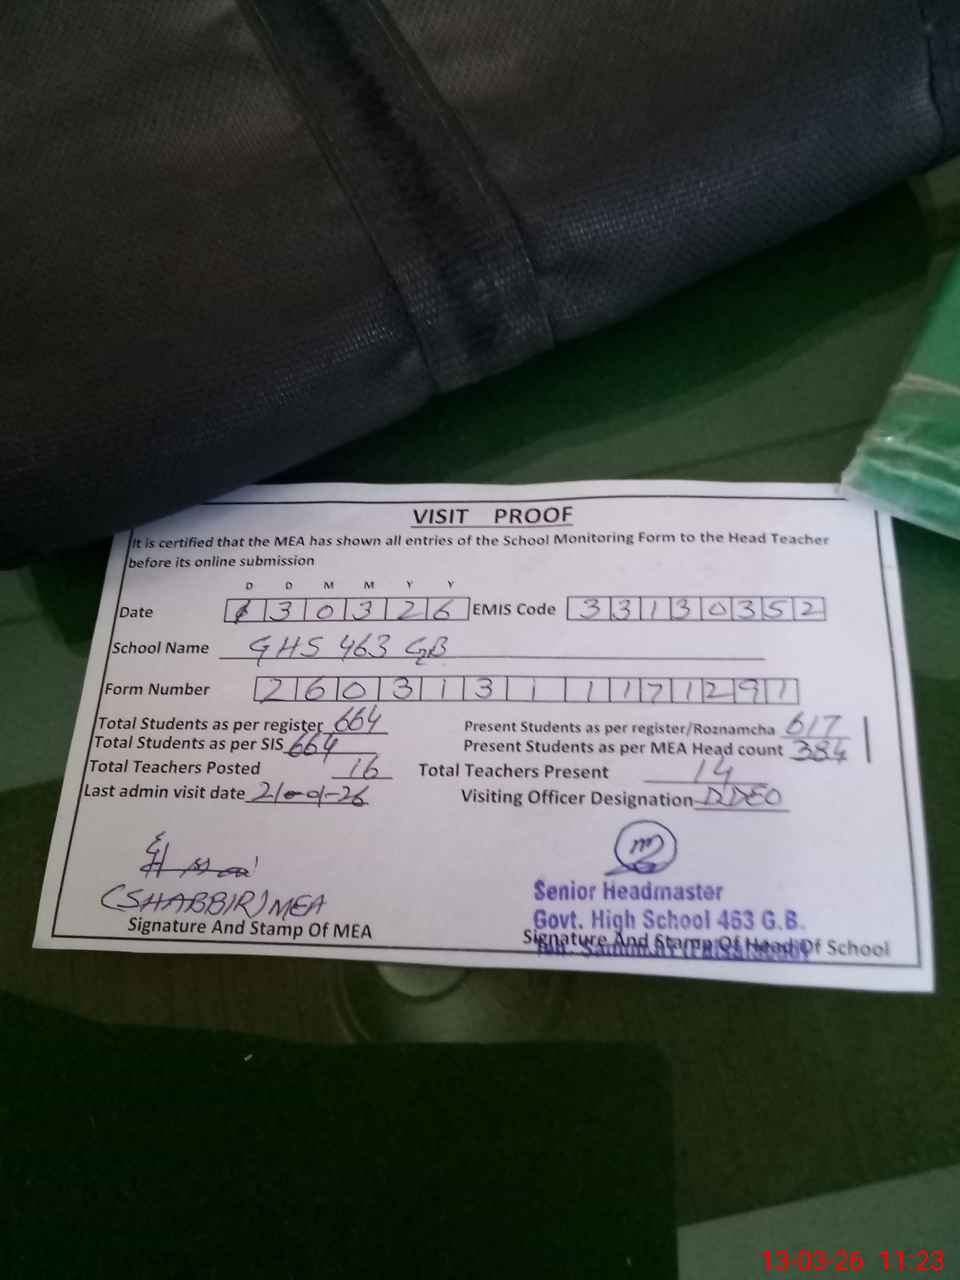 VISIT PROOF
It is certified that the MEA has shown all entries of the School Monitoring Form to the Head Teacher
before its online submission
D D M M Y Y
Date 1 3 0 3 2 6 EMIS Code 3 3 1 3 0 3 5 2
School Name GHS 463 GB
Form Number 2 6 0 3 1 3 1 1 1 7 1 2 9 1
Total Students as per register 664 Present Students as per register/Roznamcha 617
Total Students as per SIS 664 Present Students as per MEA Head count 384
Total Teachers Posted 16 Total Teachers Present 14
Last admin visit date 21-01-26 Visiting Officer Designation DDEO
(SHABBIR) MEA
Signature And Stamp Of MEA
Senior Headmaster
Govt. High School 463 G.B.
Signature And Stamp Of Head Of School
13-03-26 11:23